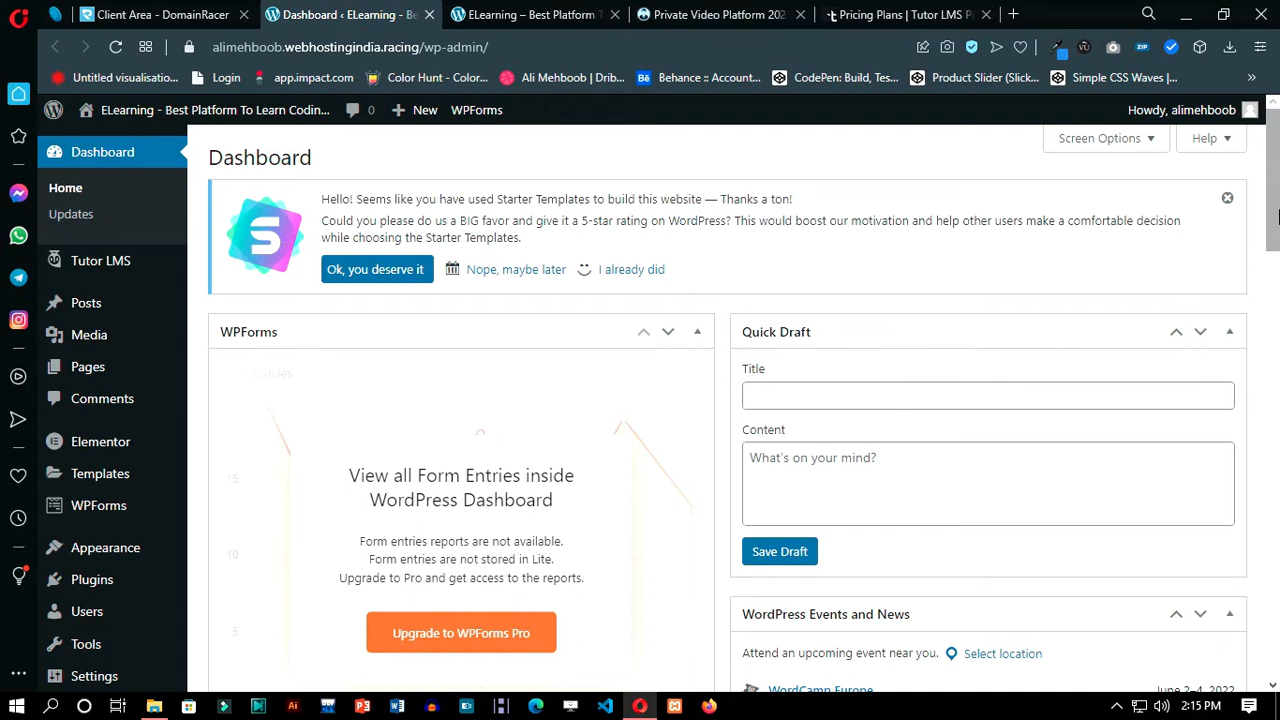 Client Area - DomainRacer
Dashboard ‹ ELearning - Be
ELearning – Best Platform T
Private Video Platform 202
Pricing Plans | Tutor LMS P
alimehboob.webhostingindia.racing/wp-admin/
Untitled visualisatio...
Login
app.impact.com
Color Hunt - Color...
Ali Mehboob | Drib...
Behance :: Account...
CodePen: Build, Tes...
Product Slider (Slick...
Simple CSS Waves |...
ELearning - Best Platform To Learn Codin...
0
New
WPForms
Howdy, alimehboob
Dashboard
Home
Updates
Tutor LMS
Posts
Media
Pages
Comments
Elementor
Templates
WPForms
Appearance
Plugins
Users
Tools
Settings
Dashboard
Screen Options
Help
Hello! Seems like you have used Starter Templates to build this website — Thanks a ton!
Could you please do us a BIG favor and give it a 5-star rating on WordPress? This would boost our motivation and help other users make a comfortable decision
while choosing the Starter Templates.
Ok, you deserve it
Nope, maybe later
I already did
WPForms
15
10
5
View all Form Entries inside
WordPress Dashboard
Form entries reports are not available.
Form entries are not stored in Lite.
Upgrade to Pro and get access to the reports.
Upgrade to WPForms Pro
Quick Draft
Title
Content
What's on your mind?
Save Draft
WordPress Events and News
Attend an upcoming event near you.
Select location
WordCamp Europe
June 2–4, 2022
2:15 PM